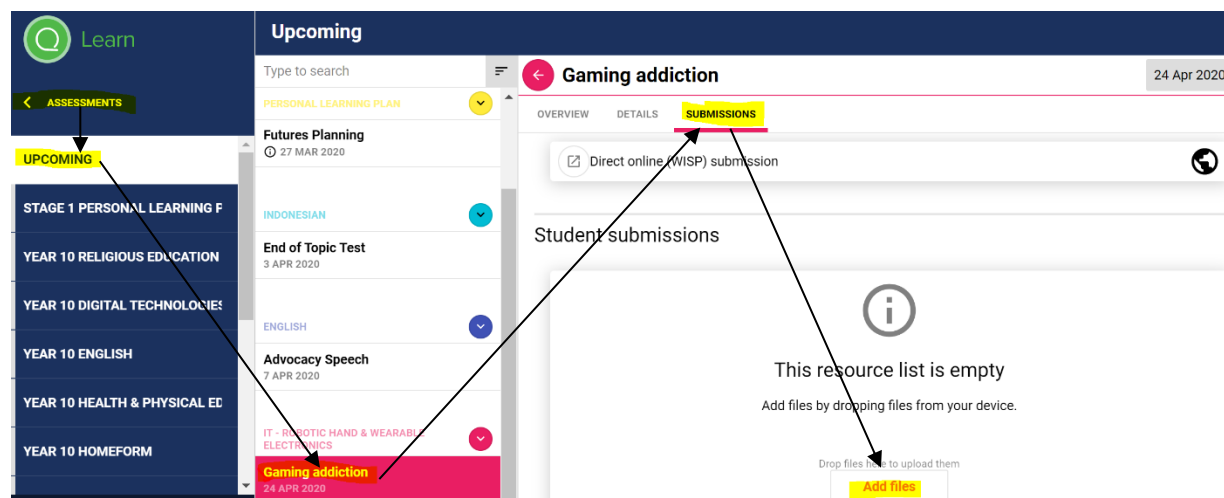 Learn
ASSESSMENTS
UPCOMING
STAGE 1 PERSONAL LEARNING P
YEAR 10 RELIGIOUS EDUCATION
YEAR 10 DIGITAL TECHNOLOGIES
YEAR 10 ENGLISH
YEAR 10 HEALTH & PHYSICAL ED
YEAR 10 HOMEFORM
Upcoming
Type to search
PERSONAL LEARNING PLAN
Futures Planning
27 MAR 2020
INDONESIAN
End of Topic Test
3 APR 2020
ENGLISH
Advocacy Speech
7 APR 2020
IT - ROBOTIC HAND & WEARABLE
ELECTRONICS
Gaming addiction
24 APR 2020
Gaming addiction
24 Apr 2020
OVERVIEW DETAILS SUBMISSIONS
Direct online (WISP) submission
Student submissions
This resource list is empty
Add files by dropping files from your device.
Drop files here to upload them
Add files